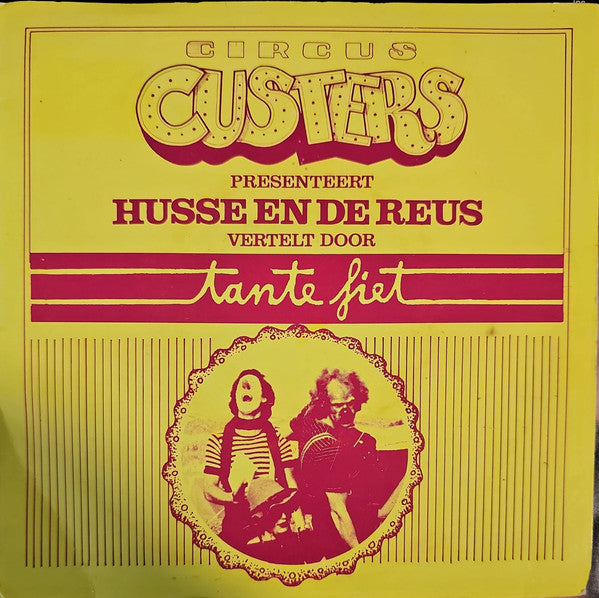 CIRCUS
CUSTERS
PRESENTEERT
HUSSE EN DE REUS
VERTELT DOOR
tante fiet